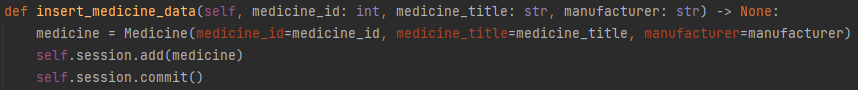 def insert_medicine_data(self, medicine_id: int, medicine_title: str, manufacturer: str) -> None:
    medicine = Medicine(medicine_id=medicine_id, medicine_title=medicine_title, manufacturer=manufacturer)
    self.session.add(medicine)
    self.session.commit()